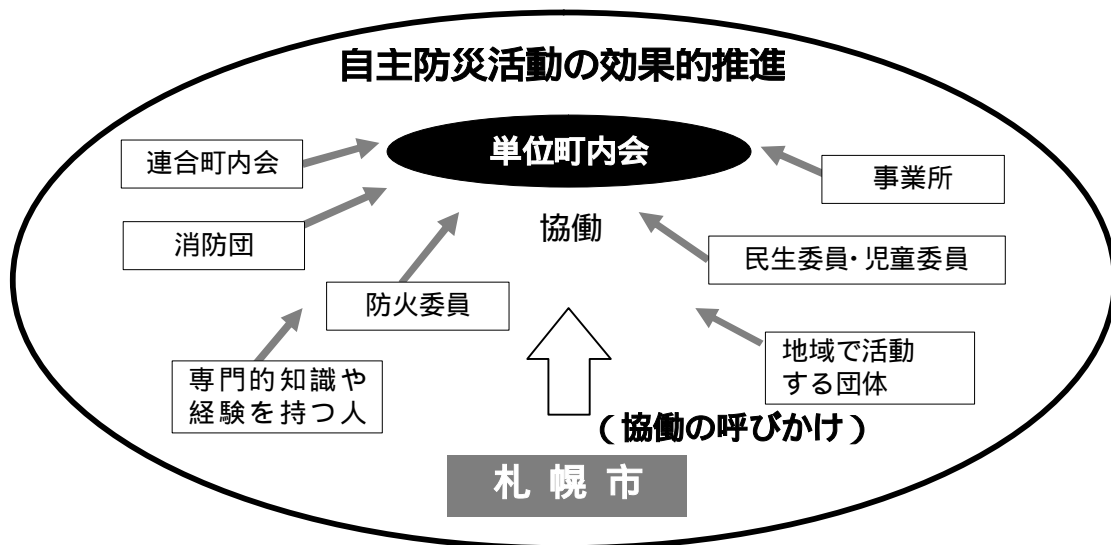 自主防災活動の効果的推進
単位町内会
連合町内会
事業所
消防団
協働
民生委員・児童委員
防火委員
専門的知識や
経験を持つ人
地域で活動
する団体
(協働の呼びかけ)
札幌市